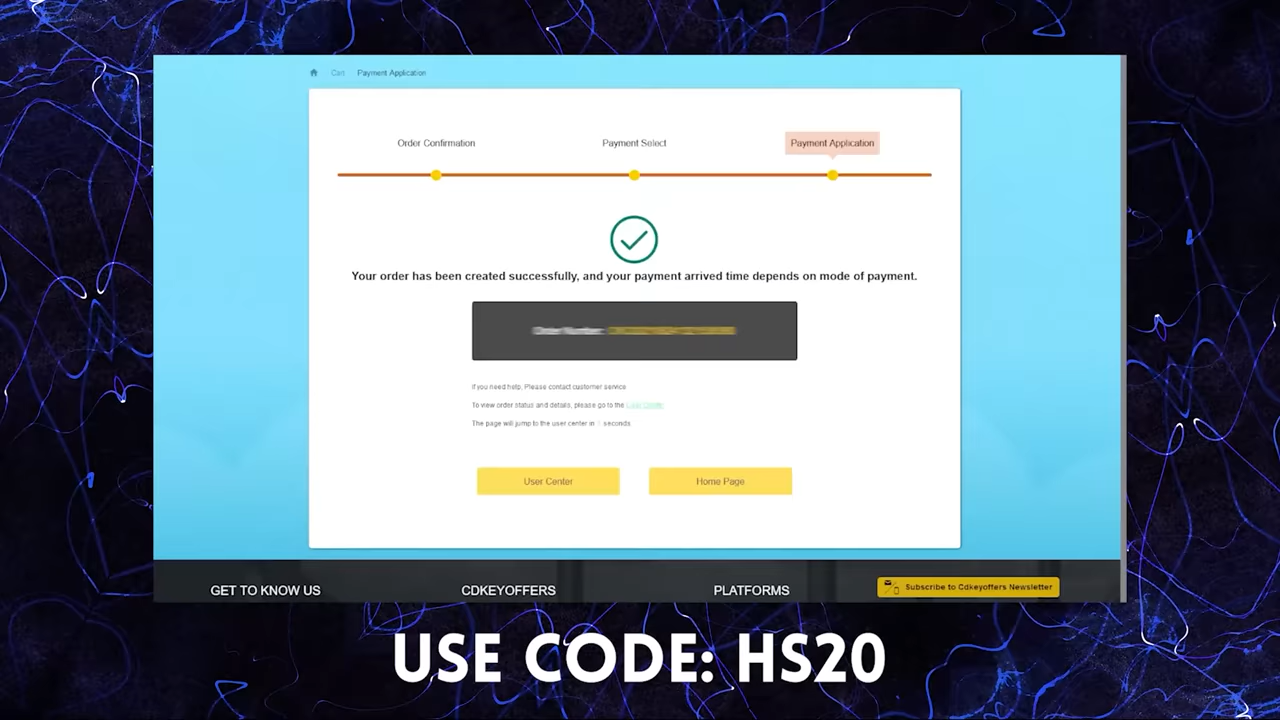 Cart Payment Application
Order Confirmation Payment Select Payment Application
Your order has been created successfully, and your payment arrived time depends on mode of payment.
If you need help, Please contact customer service
To view order status and details, please go to the
The page will jump to the user center in seconds
User Center Home Page
GET TO KNOW US CDKEYOFFERS PLATFORMS Subscribe to Cdkeyoffers Newsletter
USE CODE: HS20